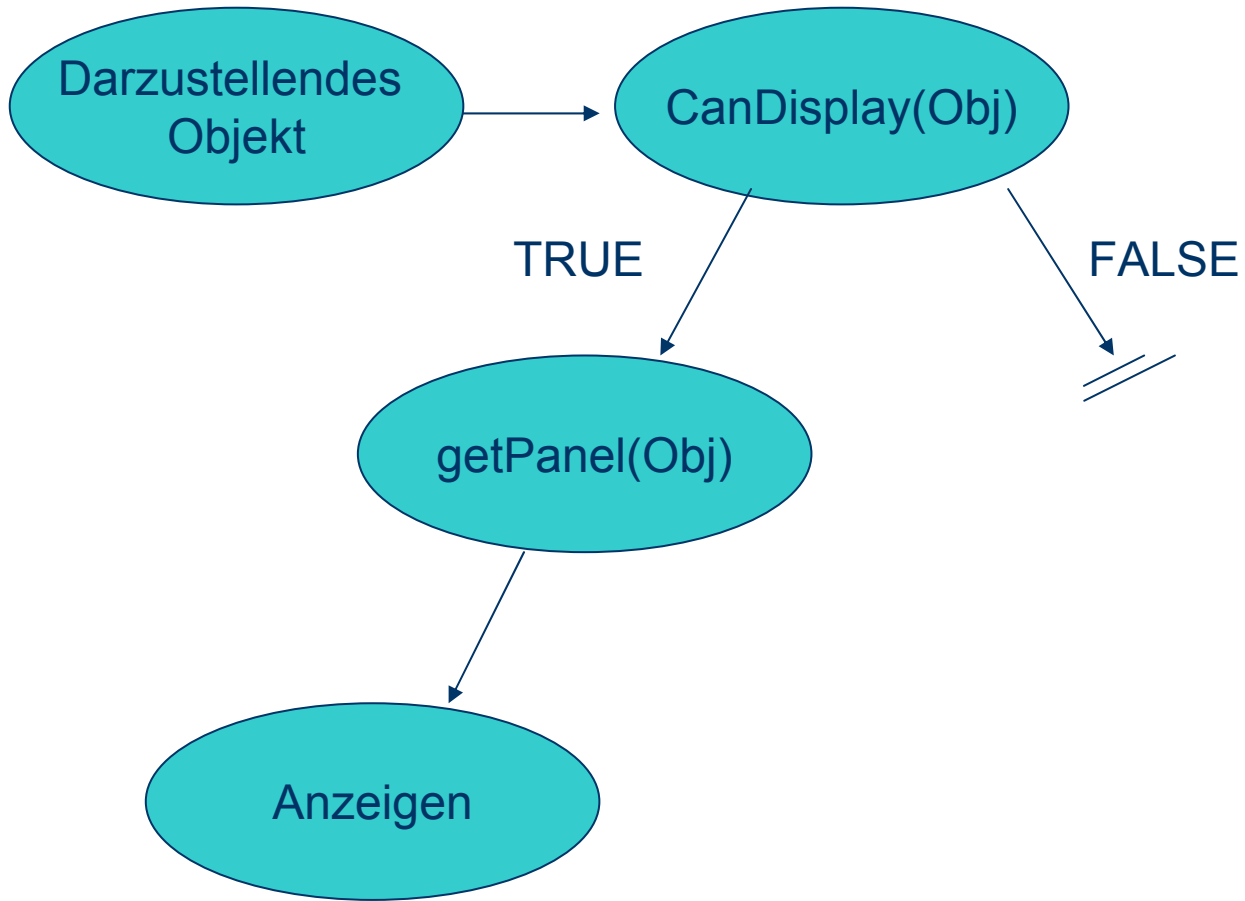 Darzustellendes
Objekt
CanDisplay(Obj)
TRUE
FALSE
getPanel(Obj)
Anzeigen